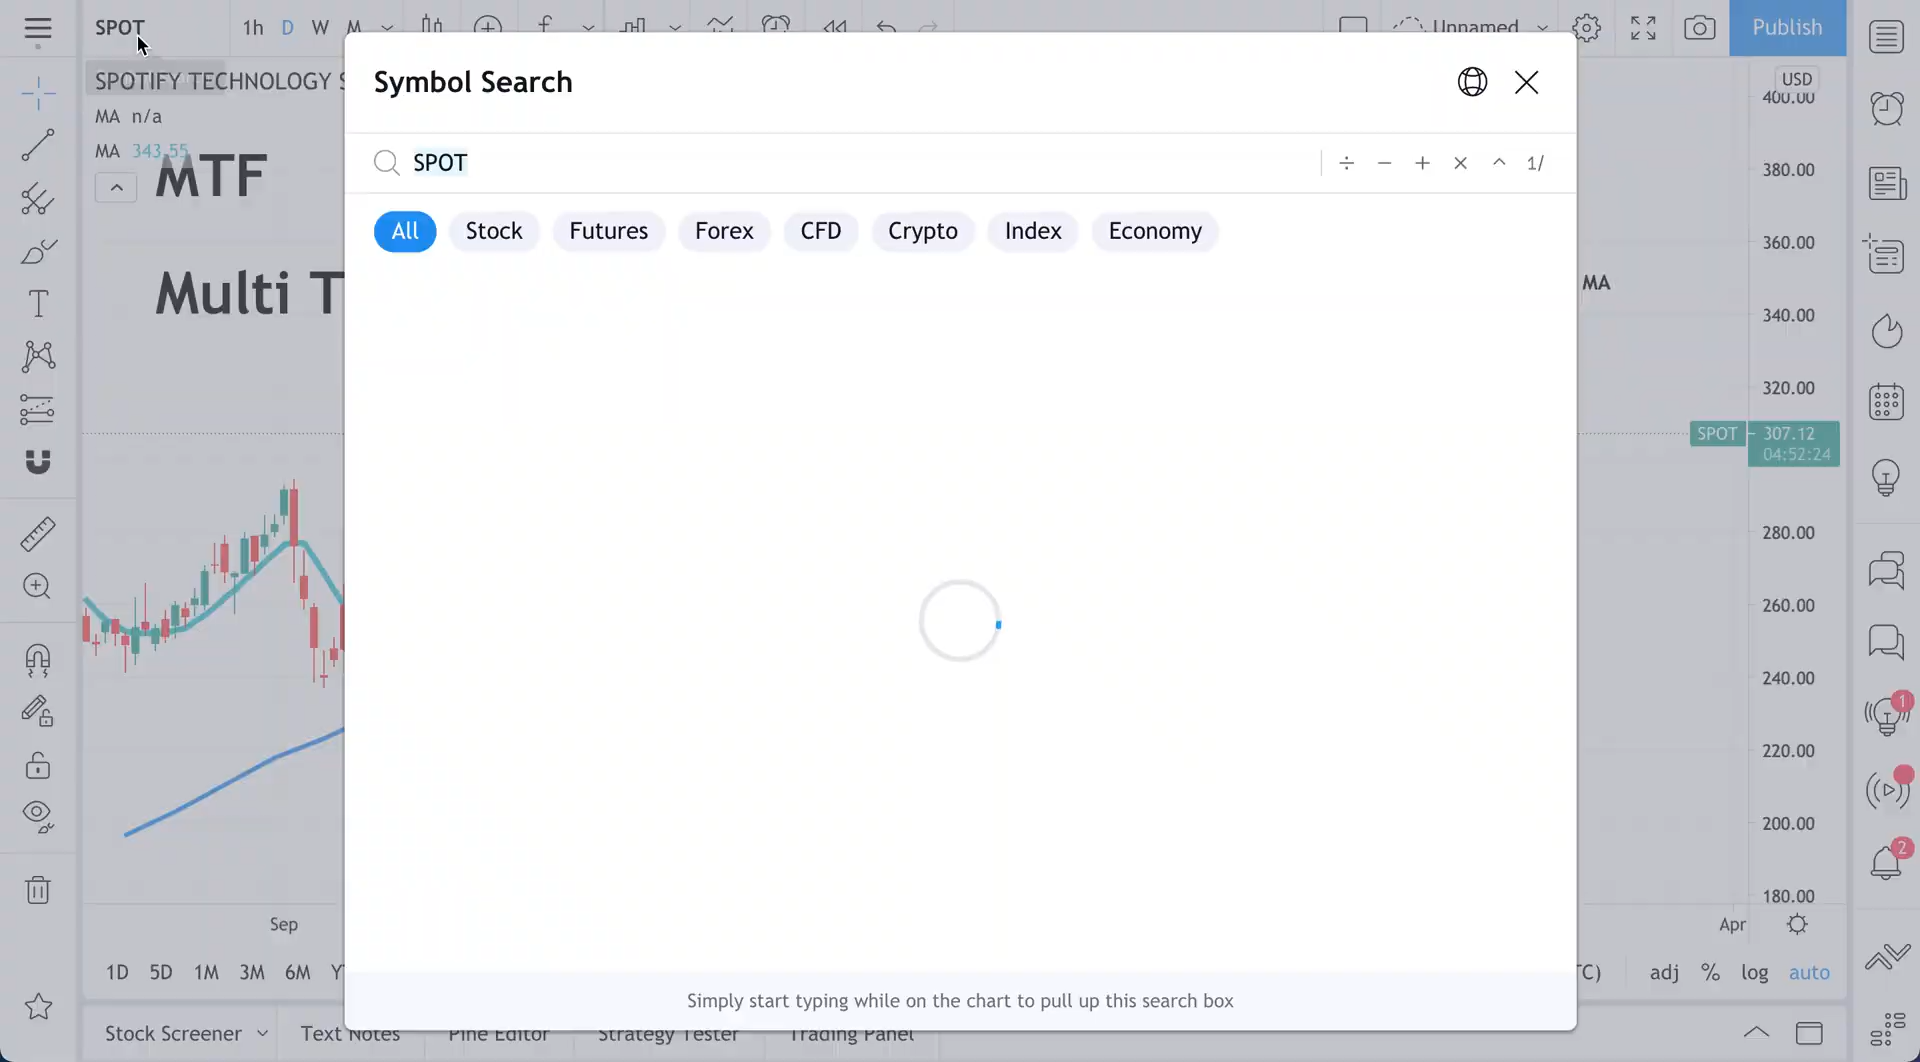 SPOT
1h D W M
Unnamed
Publish
SPOTIFY TECHNOLOGY S
MA n/a
MA 343.55
MTF
Multi T
MA
Symbol Search
SPOT
÷ − + × ^ 1/
All Stock Futures Forex CFD Crypto Index Economy
Simply start typing while on the chart to pull up this search box
USD
400.00
380.00
360.00
340.00
320.00
SPOT 307.12
04:52:24
280.00
260.00
240.00
220.00
200.00
180.00
1
2
Sep
Apr
1D 5D 1M 3M 6M Y
C) adj % log auto
Stock Screener Text Notes Pine Editor Strategy Tester Trading Panel